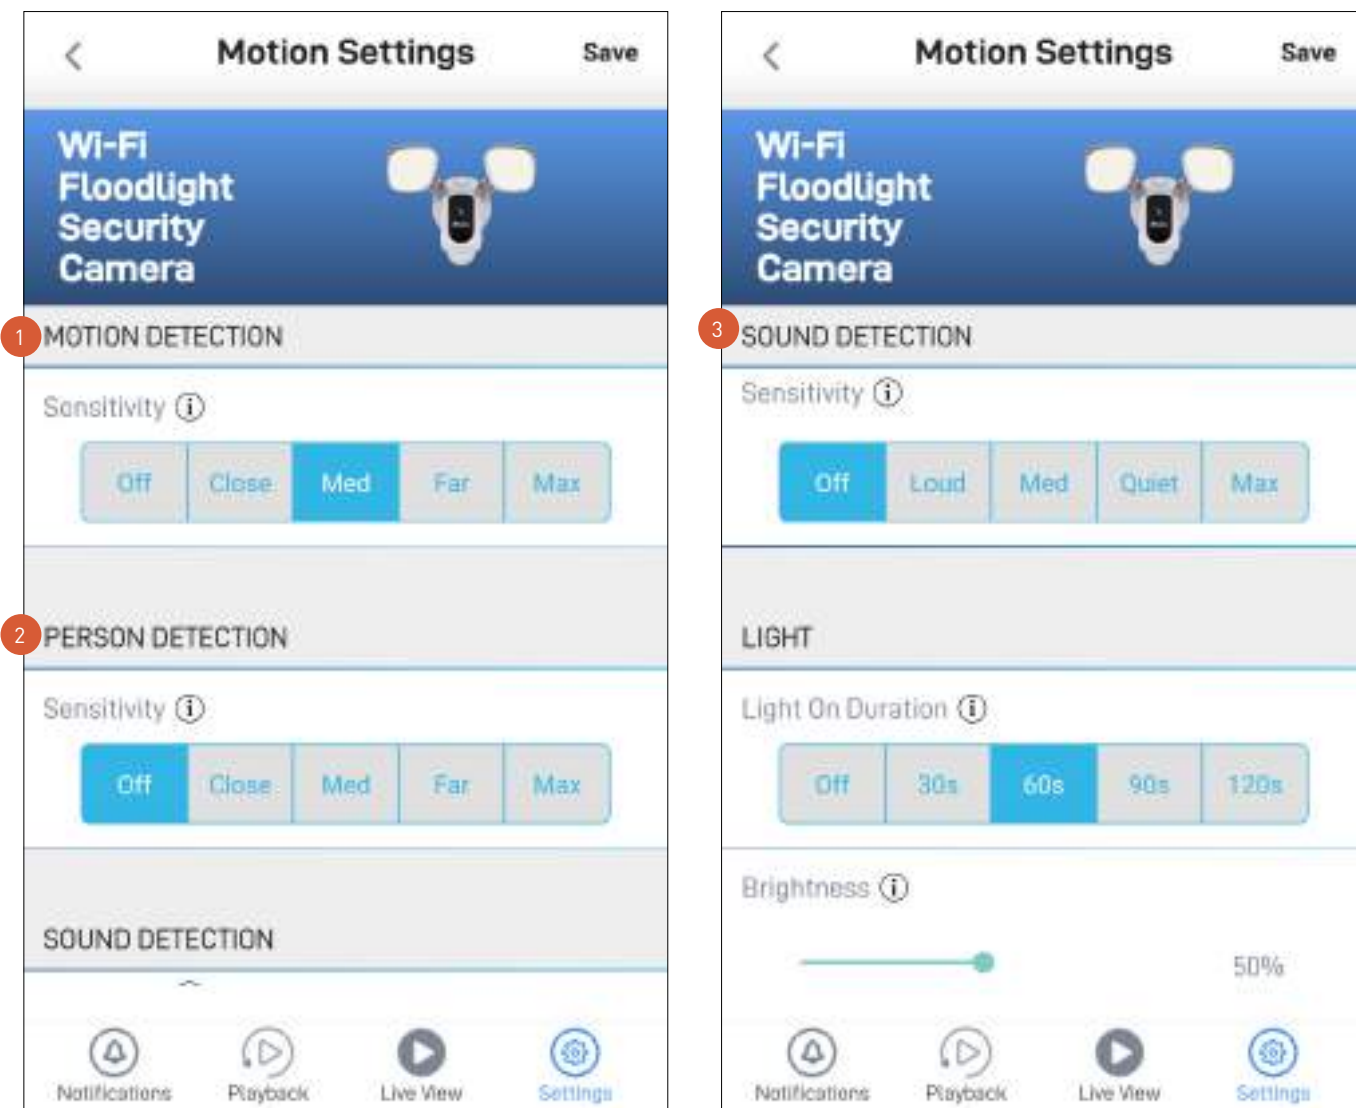 Motion Settings Save
Wi-Fi
Floodlight
Security
Camera
1 MOTION DETECTION
Sensitivity i
Off Close Med Far Max
2 PERSON DETECTION
Sensitivity i
Off Close Med Far Max
SOUND DETECTION
Notifications Playback Live View Settings
Motion Settings Save
Wi-Fi
Floodlight
Security
Camera
3 SOUND DETECTION
Sensitivity i
Off Loud Med Quiet Max
LIGHT
Light On Duration i
Off 30s 60s 90s 120s
Brightness i
50%
Notifications Playback Live View Settings